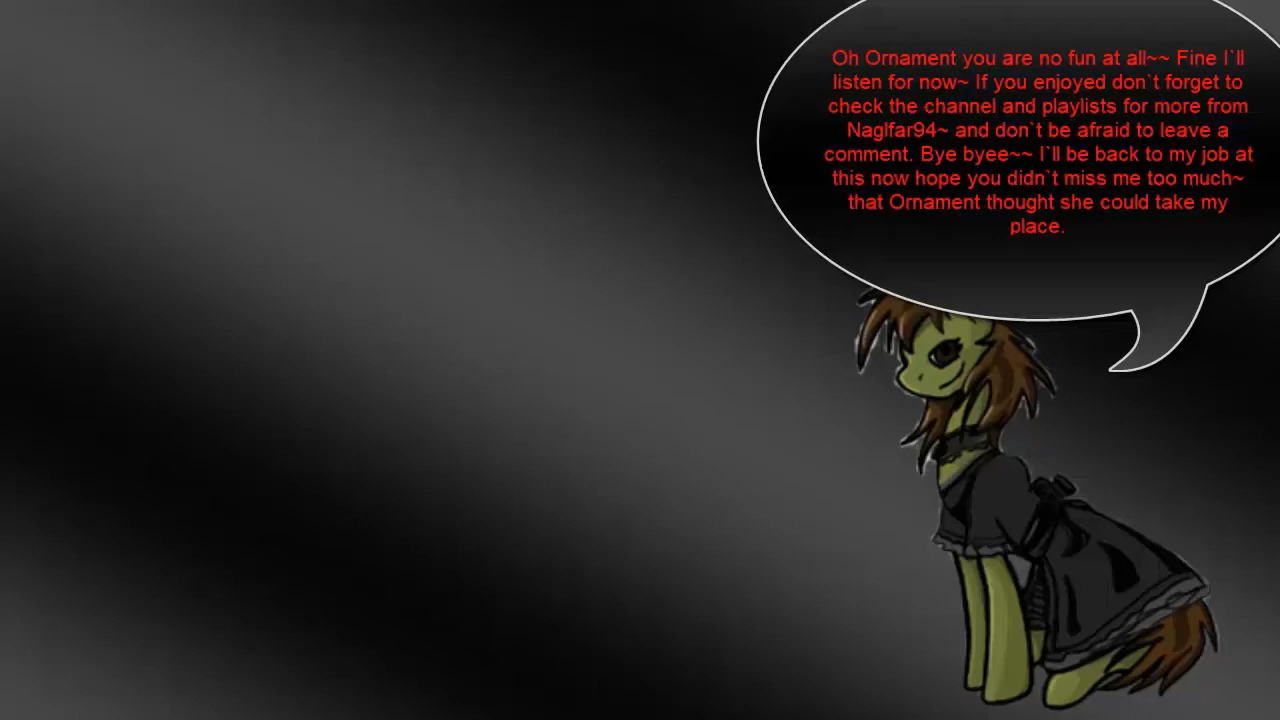 Oh Ornament you are no fun at all~~ Fine I`ll
listen for now~ If you enjoyed don`t forget to
check the channel and playlists for more from
Naglfar94~ and don`t be afraid to leave a
comment. Bye byee~~ I`ll be back to my job at
this now hope you didn`t miss me too much~
that Ornament thought she could take my
place.